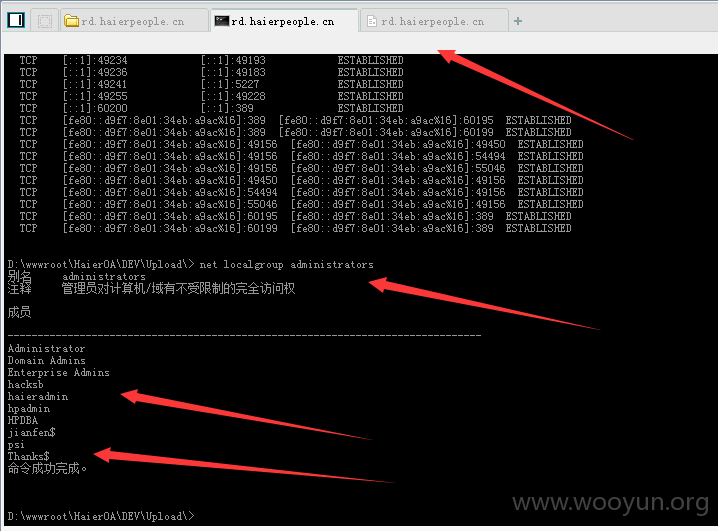 rd.haierpeople.cn rd.haierpeople.cn rd.haierpeople.cn +
TCP [::1]:49234 [::1]:49193 ESTABLISHED
TCP [::1]:49236 [::1]:49183 ESTABLISHED
TCP [::1]:49241 [::1]:5227 ESTABLISHED
TCP [::1]:49255 [::1]:49228 ESTABLISHED
TCP [::1]:60200 [::1]:389 ESTABLISHED
TCP [fe80::d9f7:8e01:34eb:a9ac%16]:389 [fe80::d9f7:8e01:34eb:a9ac%16]:60195 ESTABLISHED
TCP [fe80::d9f7:8e01:34eb:a9ac%16]:389 [fe80::d9f7:8e01:34eb:a9ac%16]:60199 ESTABLISHED
TCP [fe80::d9f7:8e01:34eb:a9ac%16]:49156 [fe80::d9f7:8e01:34eb:a9ac%16]:49450 ESTABLISHED
TCP [fe80::d9f7:8e01:34eb:a9ac%16]:49156 [fe80::d9f7:8e01:34eb:a9ac%16]:54494 ESTABLISHED
TCP [fe80::d9f7:8e01:34eb:a9ac%16]:49156 [fe80::d9f7:8e01:34eb:a9ac%16]:55046 ESTABLISHED
TCP [fe80::d9f7:8e01:34eb:a9ac%16]:49450 [fe80::d9f7:8e01:34eb:a9ac%16]:49156 ESTABLISHED
TCP [fe80::d9f7:8e01:34eb:a9ac%16]:54494 [fe80::d9f7:8e01:34eb:a9ac%16]:49156 ESTABLISHED
TCP [fe80::d9f7:8e01:34eb:a9ac%16]:55046 [fe80::d9f7:8e01:34eb:a9ac%16]:49156 ESTABLISHED
TCP [fe80::d9f7:8e01:34eb:a9ac%16]:60195 [fe80::d9f7:8e01:34eb:a9ac%16]:389 ESTABLISHED
TCP [fe80::d9f7:8e01:34eb:a9ac%16]:60199 [fe80::d9f7:8e01:34eb:a9ac%16]:389 ESTABLISHED
D:\wwwroot\HaierOA\DEV\Upload\> net localgroup administrators
别名 administrators
注释 管理员对计算机/域有不受限制的完全访问权
成员
-------------------------------------------------------------------------------
Administrator
Domain Admins
Enterprise Admins
hacksb
haieradmin
hpadmin
HPDBA
jianfen$
psi
Thanks$
命令成功完成。
D:\wwwroot\HaierOA\DEV\Upload\>
www.wooyun.org